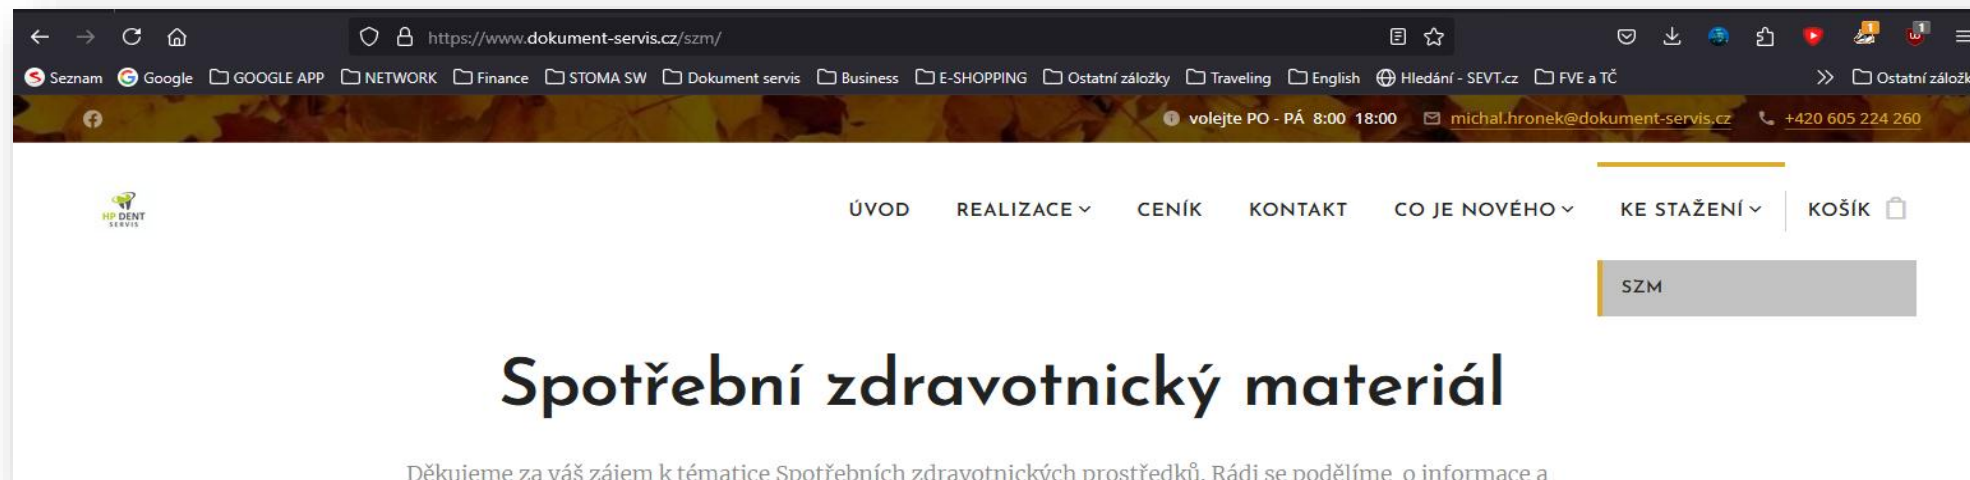 https://www.dokument-servis.cz/szm/
Seznam Google GOOGLE APP NETWORK Finance STOMA SW Dokument servis Business E-SHOPPING Ostatní záložky Traveling English Hledání - SEVT.cz FVE a TČ Ostatní záložk
volejte PO - PÁ 8:00 18:00 michal.hronek@dokument-servis.cz +420 605 224 260
HP DENT
SERVIS
ÚVOD REALIZACE CENÍK KONTAKT CO JE NOVÉHO KE STAŽENÍ KOŠÍK
SZM
Spotřební zdravotnický materiál
Děkujeme za váš zájem k tématice Spotřebních zdravotnických prostředků. Rádi se podělíme o informace a